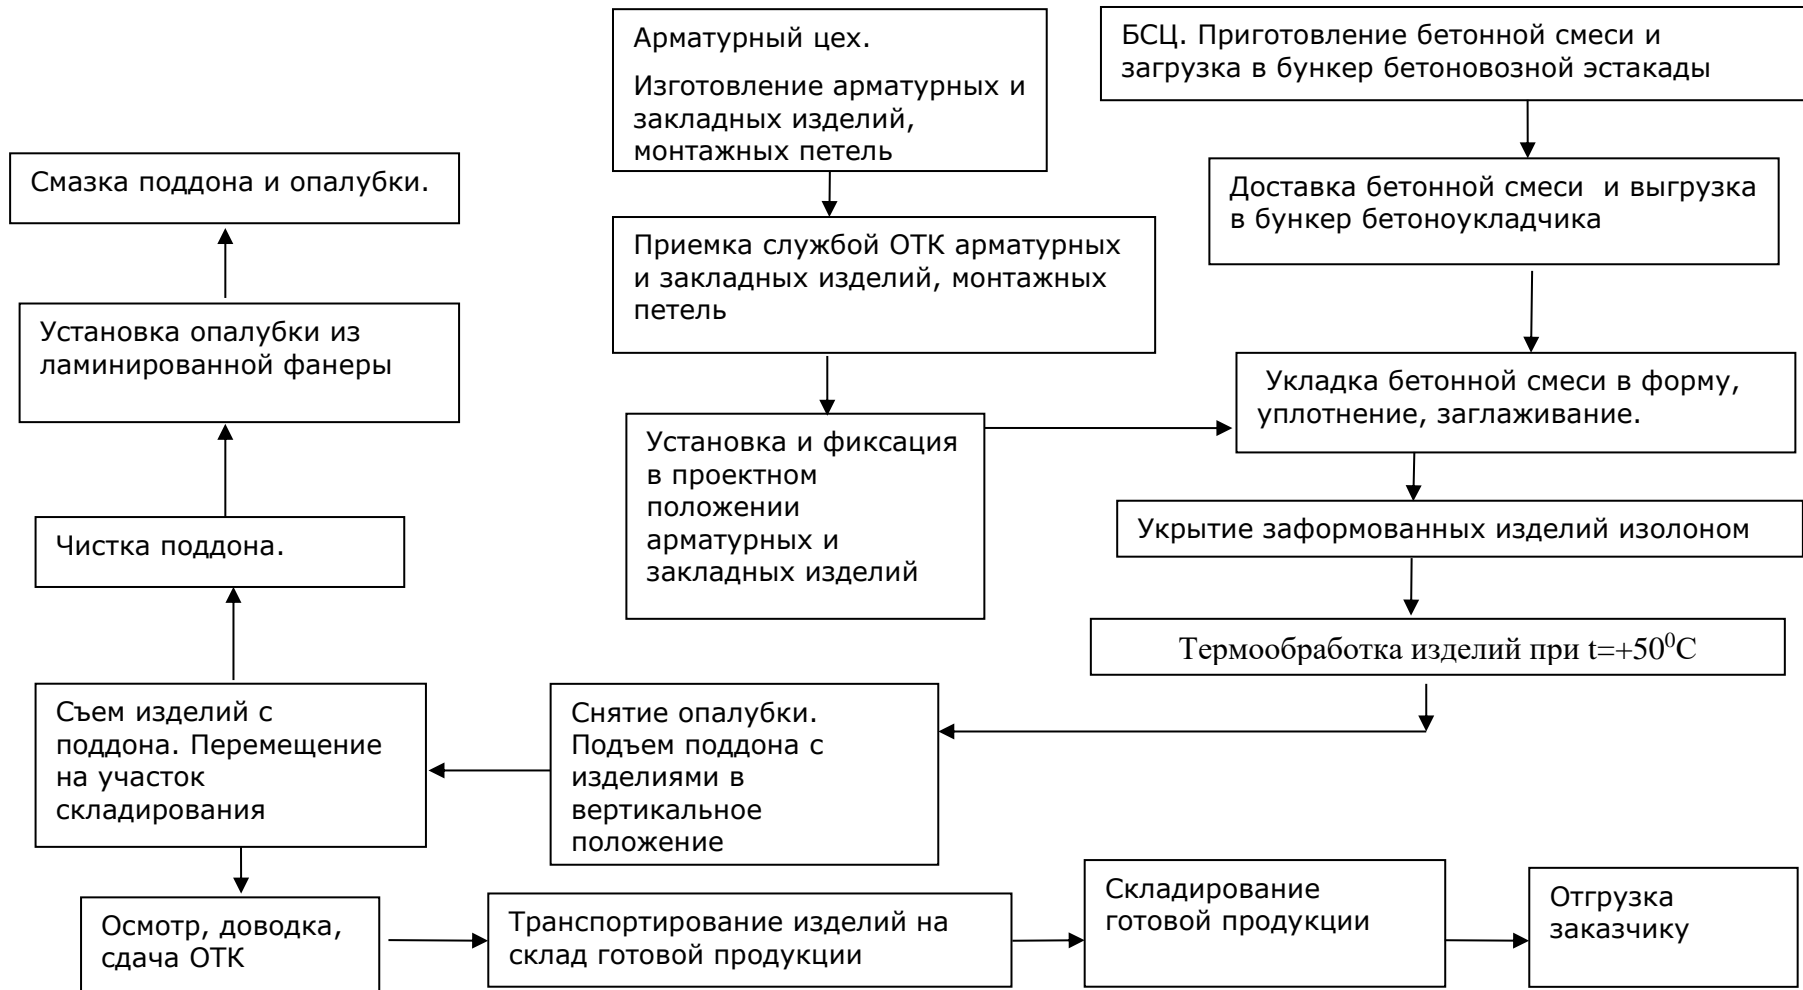 Арматурный цех.
Изготовление арматурных и
закладных изделий,
монтажных петель
БСЦ. Приготовление бетонной смеси и
загрузка в бункер бетоновозной эстакады
Смазка поддона и опалубки.
Доставка бетонной смеси  и выгрузка
в бункер бетоноукладчика
Приемка службой ОТК арматурных
и закладных изделий, монтажных
петель
Установка опалубки из
ламинированной фанеры
Укладка бетонной смеси в форму,
уплотнение, заглаживание.
Установка и фиксация
в проектном
положении
арматурных и
закладных изделий
Укрытие заформованных изделий изолоном
Чистка поддона.
Термообработка изделий при t=+50⁰С
Съем изделий с
поддона. Перемещение
на участок
складирования
Снятие опалубки.
Подъем поддона с
изделиями в
вертикальное
положение
Осмотр, доводка,
сдача ОТК
Транспортирование изделий на
склад готовой продукции
Складирование
готовой продукции
Отгрузка
заказчику